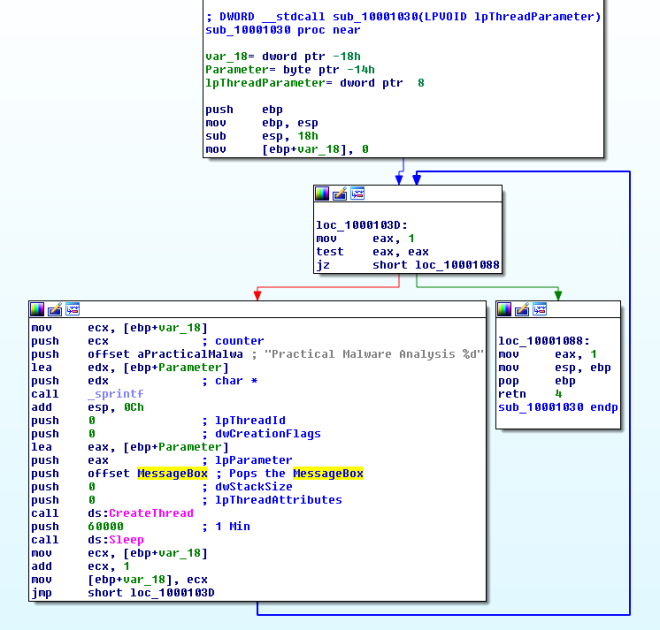 ; DWORD __stdcall sub_10001030(LPVOID lpThreadParameter)
sub_10001030 proc near
var_18= dword ptr -18h
Parameter= byte ptr -14h
lpThreadParameter= dword ptr  8
push    ebp
mov     ebp, esp
sub     esp, 18h
mov     [ebp+var_18], 0
loc_1000103D:
mov     eax, 1
test    eax, eax
jz      short loc_10001088
mov     ecx, [ebp+var_18]
push    ecx             ; counter
push    offset aPracticalMalwa ; "Practical Malware Analysis %d"
lea     edx, [ebp+Parameter]
push    edx             ; char *
call    _sprintf
add     esp, 0Ch
push    0               ; lpThreadId
push    0               ; dwCreationFlags
lea     eax, [ebp+Parameter]
push    eax             ; lpParameter
push    offset MessageBox ; Pops the MessageBox
push    0               ; dwStackSize
push    0               ; lpThreadAttributes
call    ds:CreateThread
push    60000           ; 1 Min
call    ds:Sleep
mov     ecx, [ebp+var_18]
add     ecx, 1
mov     [ebp+var_18], ecx
jmp     short loc_1000103D
loc_10001088:
mov     eax, 1
mov     esp, ebp
pop     ebp
retn    4
sub_10001030 endp